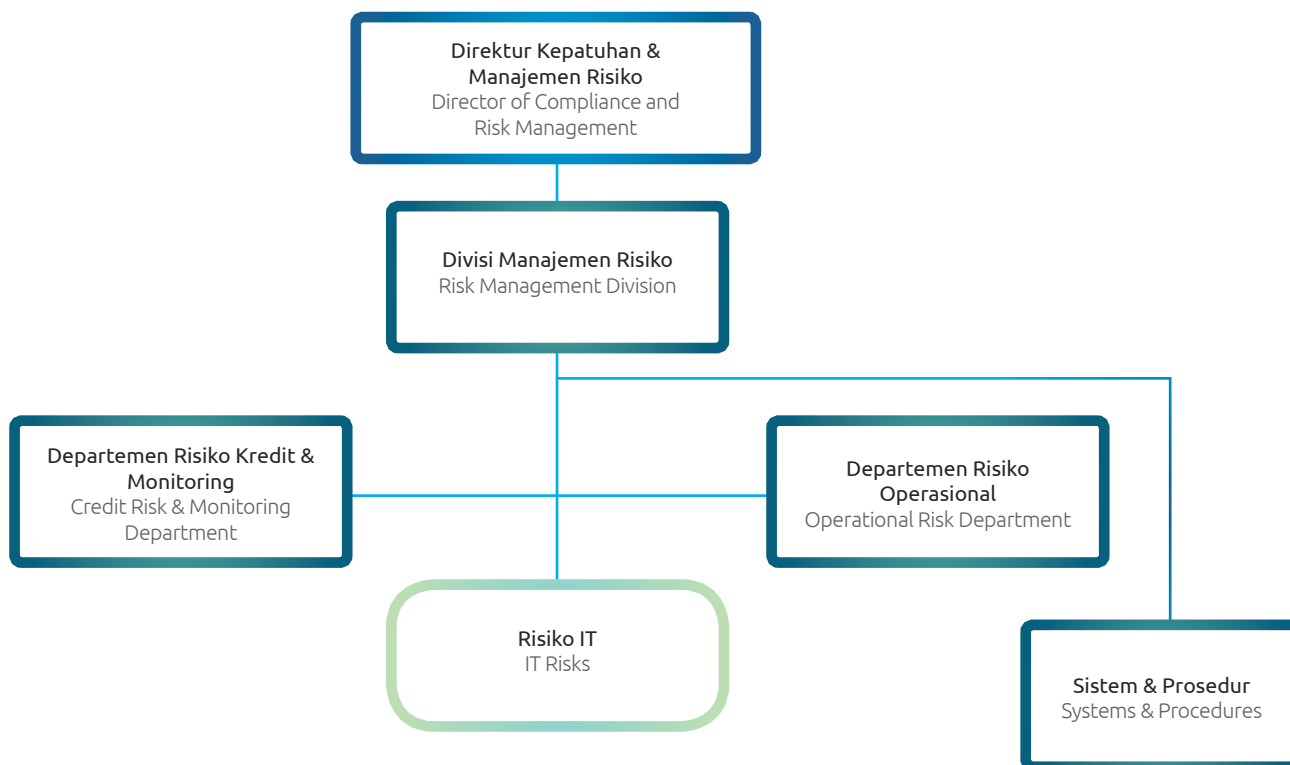 Direktur Kepatuhan &
Manajemen Risiko
Director of Compliance and
Risk Management
Divisi Manajemen Risiko
Risk Management Division
Departemen Risiko Kredit &
Monitoring
Credit Risk & Monitoring
Department
Departemen Risiko
Operasional
Operational Risk Department
Risiko IT
IT Risks
Sistem & Prosedur
Systems & Procedures